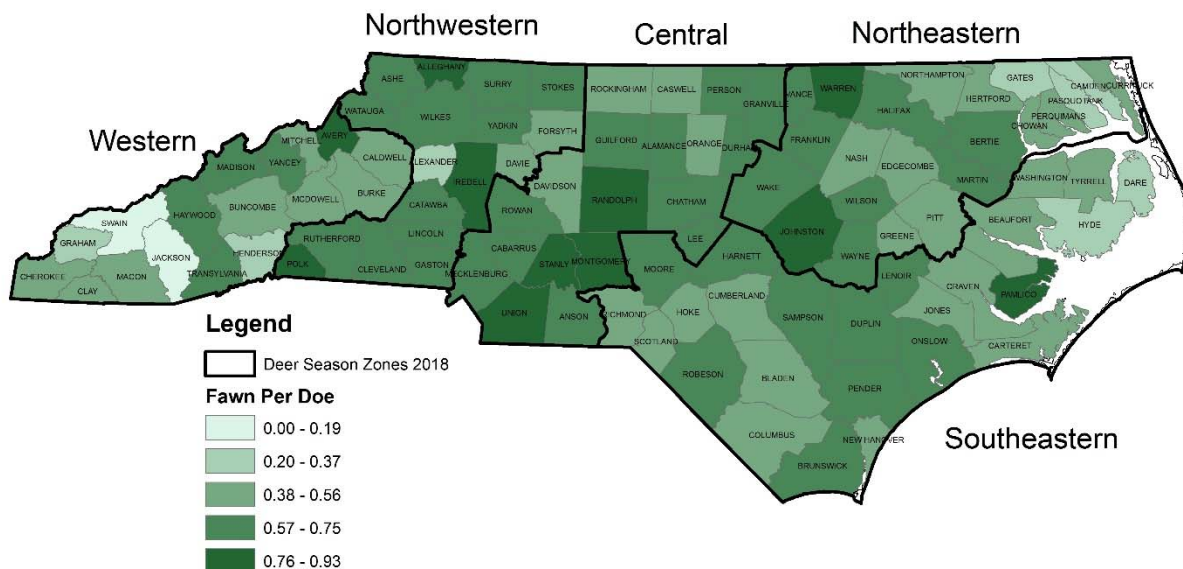 Northwestern
Central
Northeastern
Western
Southeastern
ALLEGHANY
ASHE
SURRY
STOKES
ROCKINGHAM
CASWELL
PERSON
GRANVILLE
VANCE
WARREN
NORTHAMPTON
GATES
CAMDEN
CURRITUCK
HERTFORD
PASQUOTANK
PERQUIMANS
CHOWAN
HALIFAX
WATAUGA
WILKES
YADKIN
FORSYTH
GUILFORD
ALAMANCE
ORANGE
DURHAM
FRANKLIN
BERTIE
MITCHELL
AVERY
CALDWELL
ALEXANDER
DAVIE
NASH
EDGECOMBE
MARTIN
WASHINGTON
TYRRELL
DARE
MADISON
YANCEY
BURKE
REDELL
DAVIDSON
WAKE
MCDOWELL
CATAWBA
ROWAN
RANDOLPH
CHATHAM
WILSON
PITT
BEAUFORT
HYDE
SWAIN
HAYWOOD
BUNCOMBE
RUTHERFORD
LINCOLN
LEE
JOHNSTON
GREENE
GRAHAM
JACKSON
HENDERSON
CABARRUS
STANLY
MONTGOMERY
MOORE
HARNETT
WAYNE
CHEROKEE
MACON
CLAY
TRANSYLVANIA
POLK
CLEVELAND
GASTON
MECKLENBURG
LENOIR
CRAVEN
PAMLICO
UNION
ANSON
RICHMOND
HOKE
CUMBERLAND
SAMPSON
DUPLIN
JONES
SCOTLAND
ONSLOW
CARTERET
ROBESON
BLADEN
PENDER
COLUMBUS
NEW HANOVER
BRUNSWICK
Legend
Deer Season Zones 2018
Fawn Per Doe
0.00 - 0.19
0.20 - 0.37
0.38 - 0.56
0.57 - 0.75
0.76 - 0.93